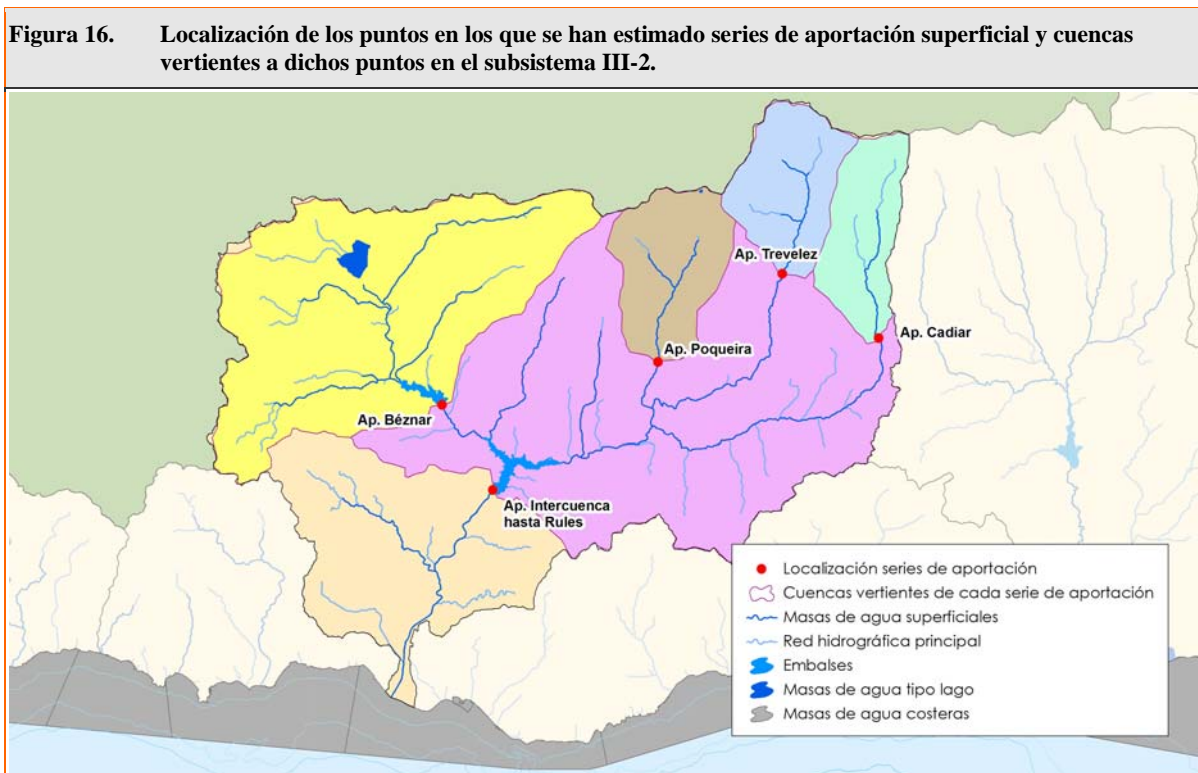 Figura 16. Localización de los puntos en los que se han estimado series de aportación superficial y cuencas
vertientes a dichos puntos en el subsistema III-2.
Ap. Trevelez
Ap. Cadiar
Ap. Poqueira
Ap. Béznar
Ap. Intercuenca
hasta Rules
Localización series de aportación
Cuencas vertientes de cada serie de aportación
Masas de agua superficiales
Red hidrográfica principal
Embalses
Masas de agua tipo lago
Masas de agua costeras